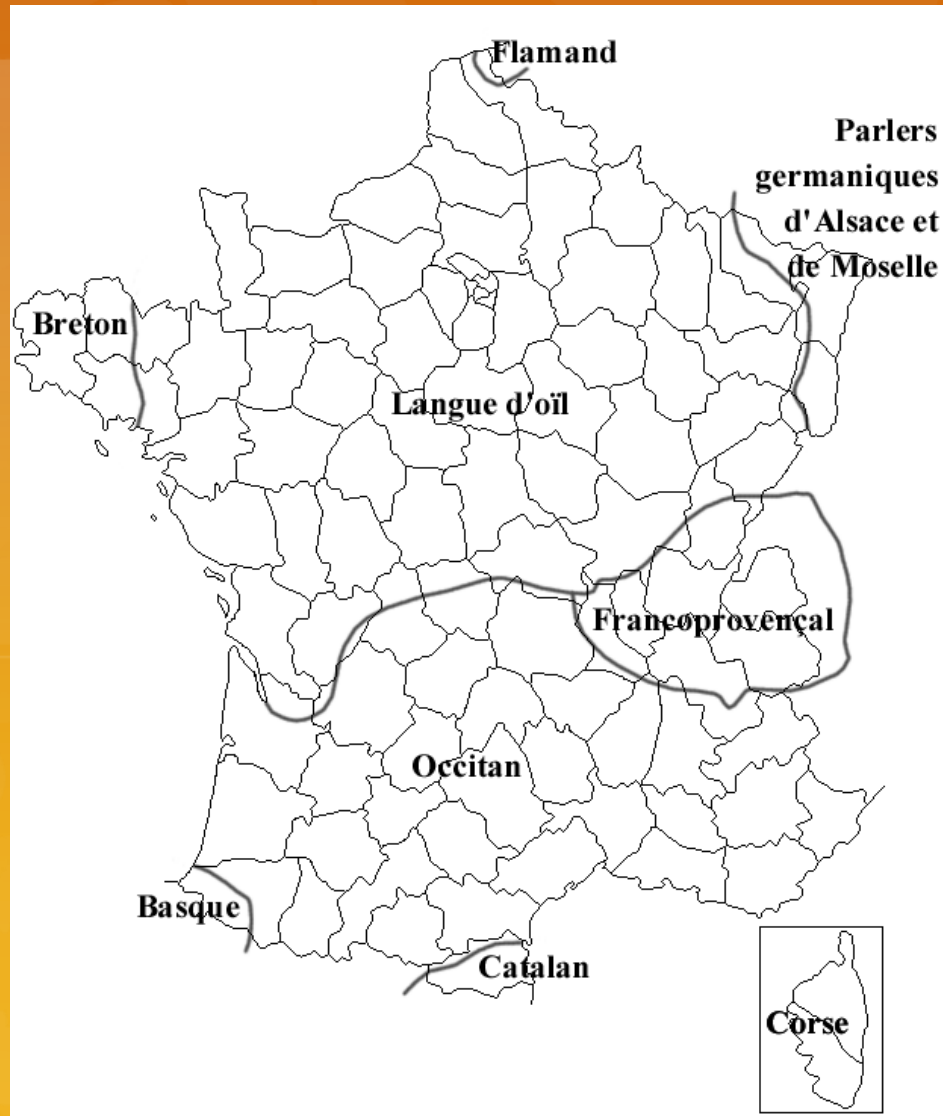 Flamand
Parlers
germaniques
d'Alsace et
de Moselle
Breton
Langue d'oïl
Francoprovençal
Occitan
Basque
Catalan
Corse